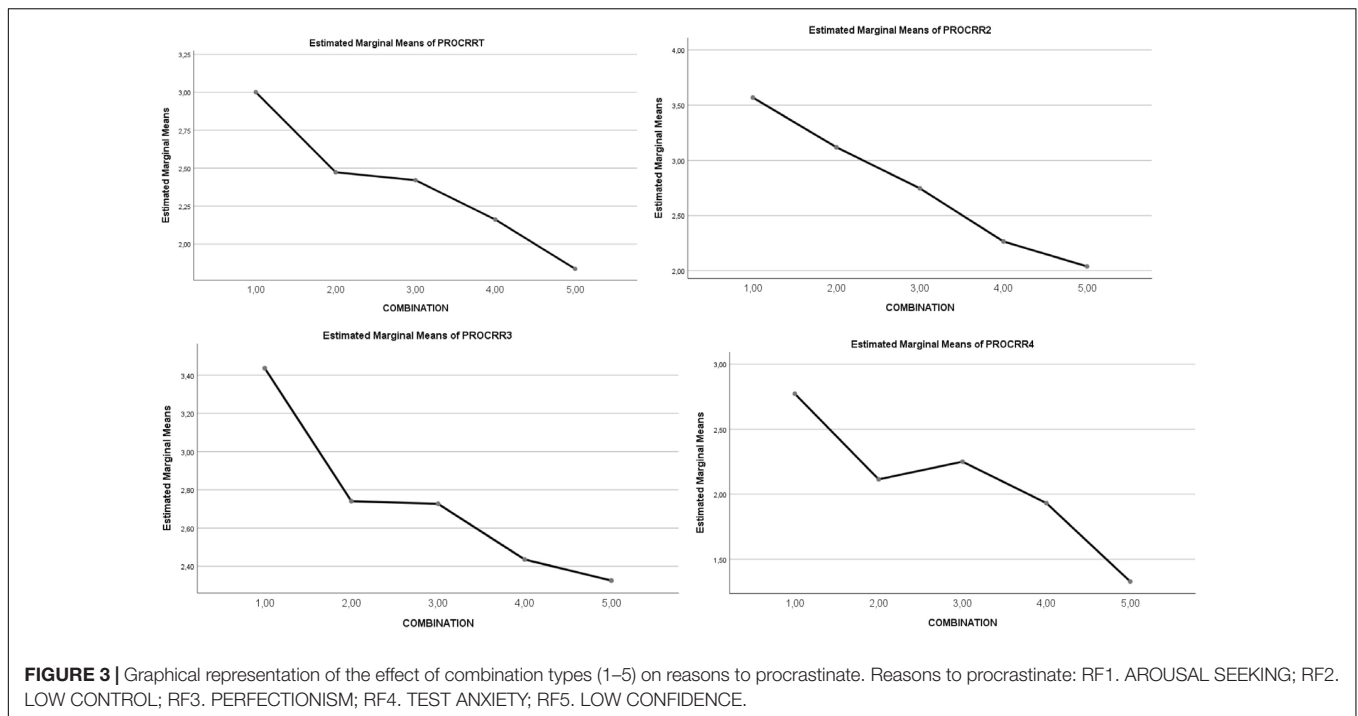 Estimated Marginal Means of PROCRRT
Estimated Marginal Means
3,25
3,00
2,75
2,50
2,25
2,00
1,00 2,00 3,00 4,00 5,00
COMBINATION
Estimated Marginal Means of PROCRR2
Estimated Marginal Means
4,00
3,50
3,00
2,50
2,00
1,00 2,00 3,00 4,00 5,00
COMBINATION
Estimated Marginal Means of PROCRR3
Estimated Marginal Means
3,40
3,20
3,00
2,80
2,60
2,40
1,00 2,00 3,00 4,00 5,00
COMBINATION
Estimated Marginal Means of PROCRR4
Estimated Marginal Means
3,00
2,50
2,00
1,50
1,00 2,00 3,00 4,00 5,00
COMBINATION
FIGURE 3 | Graphical representation of the effect of combination types (1–5) on reasons to procrastinate. Reasons to procrastinate: RF1. AROUSAL SEEKING; RF2.
LOW CONTROL; RF3. PERFECTIONISM; RF4. TEST ANXIETY; RF5. LOW CONFIDENCE.